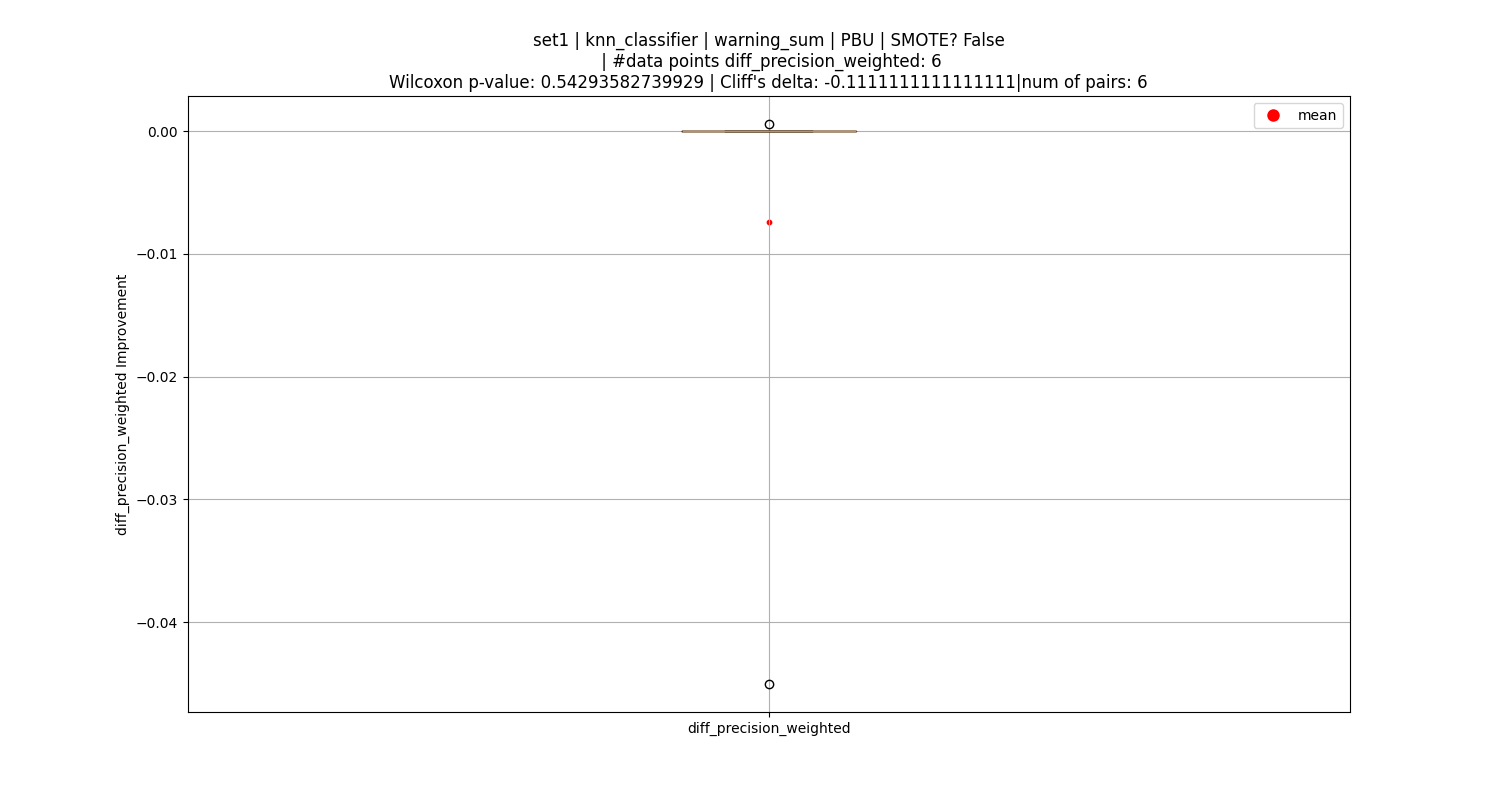 set1 | knn_classifier | warning_sum | PBU | SMOTE? False
| #data points diff_precision_weighted: 6
Wilcoxon p-value: 0.54293582739929 | Cliff's delta: -0.1111111111111111|num of pairs: 6
mean
0.00
−0.01
−0.02
−0.03
−0.04
diff_precision_weighted Improvement
diff_precision_weighted